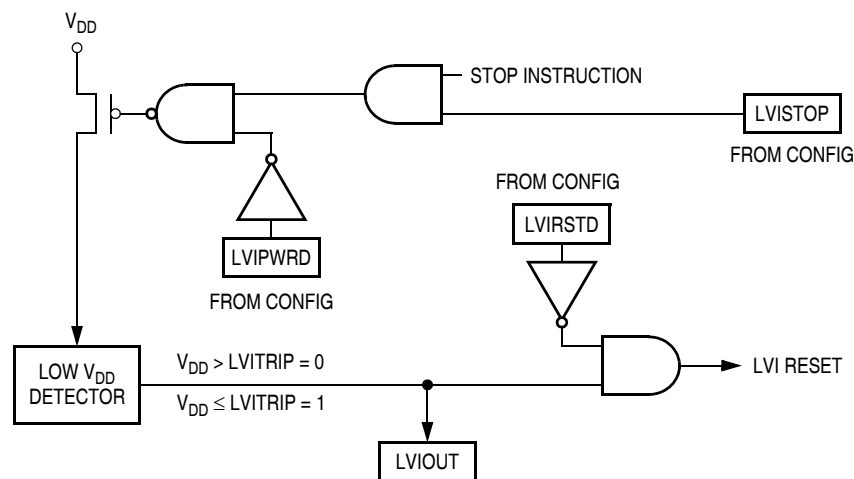 V_DD
STOP INSTRUCTION
LVISTOP
FROM CONFIG
FROM CONFIG
LVIRSTD
LVIPWRD
FROM CONFIG
LOW V_DD
DETECTOR
V_DD > LVITRIP = 0
V_DD ≤ LVITRIP = 1
LVI RESET
LVIOUT